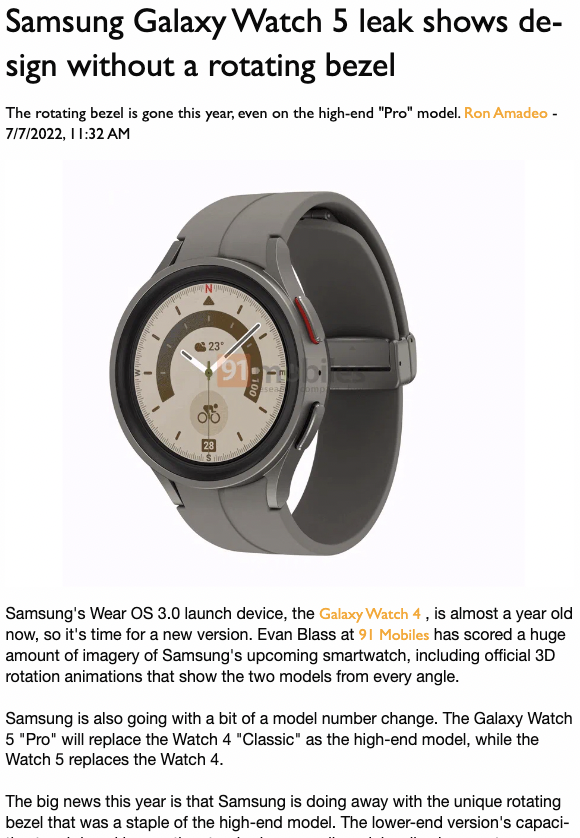 Samsung Galaxy Watch 5 leak shows de-
sign without a rotating bezel
The rotating bezel is gone this year, even on the high-end "Pro" model. Ron Amadeo -
7/7/2022, 11:32 AM
N
23°
W
E
100
28
S
91 mobiles
Samsung's Wear OS 3.0 launch device, the Galaxy Watch 4 , is almost a year old
now, so it's time for a new version. Evan Blass at 91 Mobiles has scored a huge
amount of imagery of Samsung's upcoming smartwatch, including official 3D
rotation animations that show the two models from every angle.
Samsung is also going with a bit of a model number change. The Galaxy Watch
5 "Pro" will replace the Watch 4 "Classic" as the high-end model, while the
Watch 5 replaces the Watch 4.
The big news this year is that Samsung is doing away with the unique rotating
bezel that was a staple of the high-end model. The lower-end version's capaci-